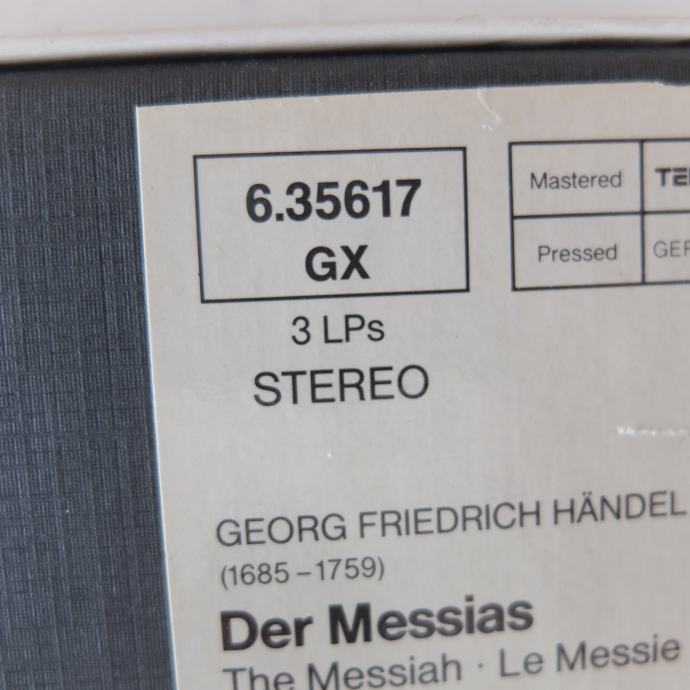 6.35617
GX
3 LPs
STEREO
Mastered
Pressed
GEORG FRIEDRICH HÄNDEL
(1685–1759)
Der Messias
The Messiah · Le Messie